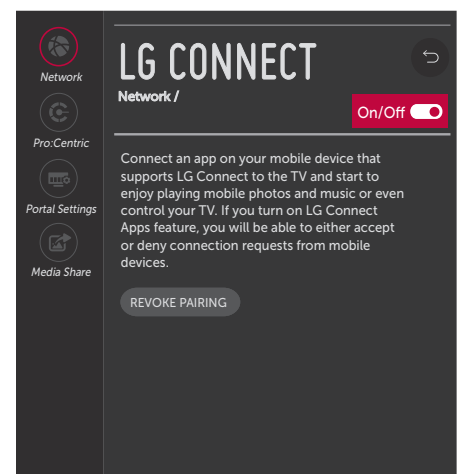 LG CONNECT
Network /
On/Off
Network
Pro:Centric
Portal Settings
Media Share
Connect an app on your mobile device that
supports LG Connect to the TV and start to
enjoy playing mobile photos and music or even
control your TV. If you turn on LG Connect
Apps feature, you will be able to either accept
or deny connection requests from mobile
devices.
REVOKE PAIRING